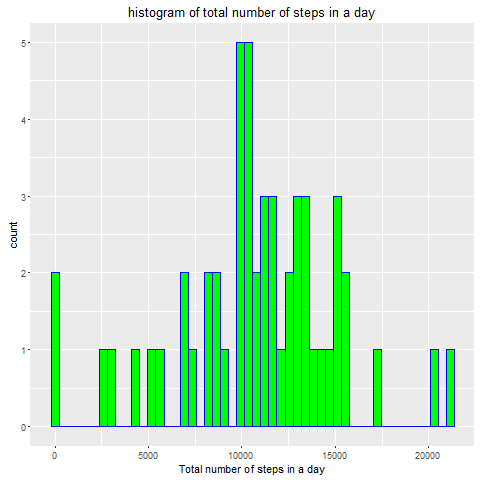 histogram of total number of steps in a day
count
5
4
3
2
1
0
0 5000 10000 15000 20000
Total number of steps in a day